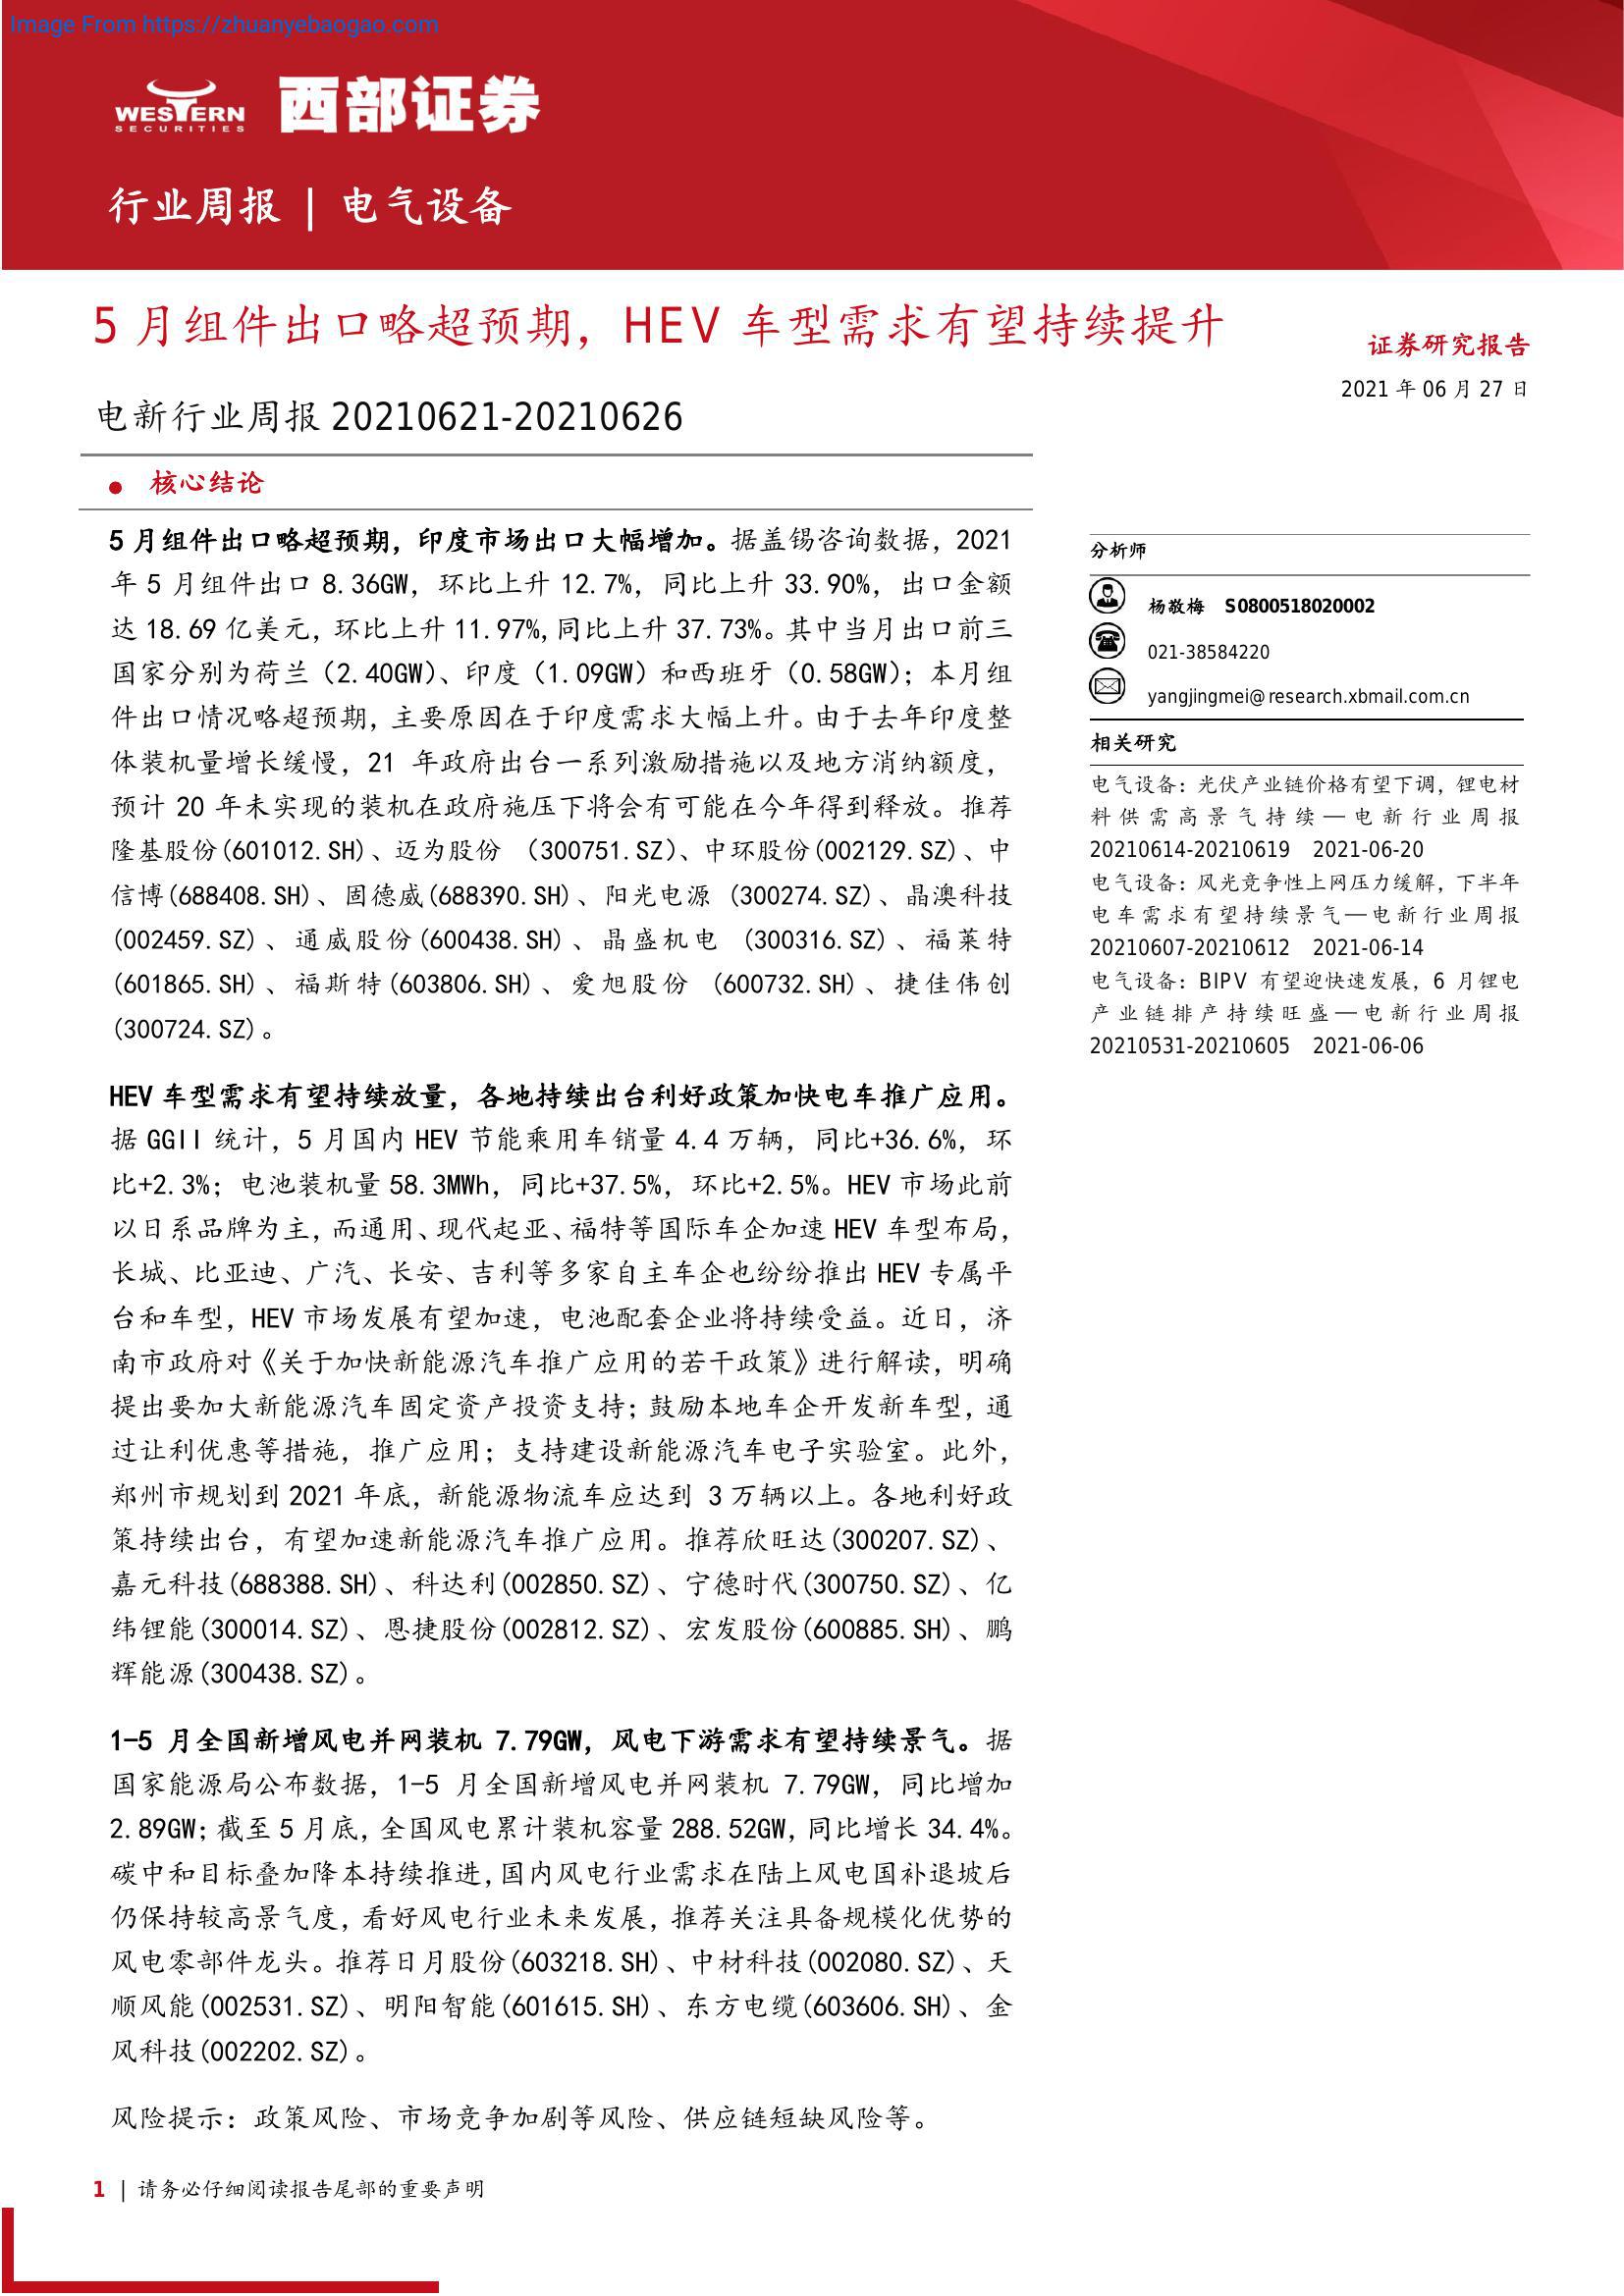 Image From https://zhuanyebaogao.com
WESTERN
SECURITIES
西部证券
行业周报 | 电气设备
5 月组件出口略超预期，HEV 车型需求有望持续提升
证券研究报告
2021 年 06 月 27 日
电新行业周报 20210621-20210626
● 核心结论
5 月组件出口略超预期，印度市场出口大幅增加。据盖锡咨询数据，2021
年 5 月组件出口 8.36GW，环比上升 12.7%，同比上升 33.90%，出口金额
达 18.69 亿美元，环比上升 11.97%,同比上升 37.73%。其中当月出口前三
国家分别为荷兰（2.40GW）、印度（1.09GW）和西班牙（0.58GW）；本月组
件出口情况略超预期，主要原因在于印度需求大幅上升。由于去年印度整
体装机量增长缓慢，21 年政府出台一系列激励措施以及地方消纳额度，
预计 20 年未实现的装机在政府施压下将会有可能在今年得到释放。推荐
隆基股份(601012.SH)、迈为股份 （300751.SZ)、中环股份(002129.SZ)、中
信博(688408.SH)、固德威(688390.SH)、阳光电源 (300274.SZ)、晶澳科技
(002459.SZ)、通威股份(600438.SH)、晶盛机电 (300316.SZ)、福莱特
(601865.SH)、福斯特(603806.SH)、爱旭股份 (600732.SH)、捷佳伟创
(300724.SZ)。
HEV 车型需求有望持续放量，各地持续出台利好政策加快电车推广应用。
据 GGII 统计，5 月国内 HEV 节能乘用车销量 4.4 万辆，同比+36.6%，环
比+2.3%；电池装机量 58.3MWh，同比+37.5%，环比+2.5%。HEV 市场此前
以日系品牌为主,而通用、现代起亚、福特等国际车企加速 HEV 车型布局，
长城、比亚迪、广汽、长安、吉利等多家自主车企也纷纷推出 HEV 专属平
台和车型，HEV 市场发展有望加速，电池配套企业将持续受益。近日，济
南市政府对《关于加快新能源汽车推广应用的若干政策》进行解读，明确
提出要加大新能源汽车固定资产投资支持；鼓励本地车企开发新车型，通
过让利优惠等措施，推广应用；支持建设新能源汽车电子实验室。此外，
郑州市规划到 2021 年底，新能源物流车应达到 3 万辆以上。各地利好政
策持续出台，有望加速新能源汽车推广应用。推荐欣旺达(300207.SZ)、
嘉元科技(688388.SH)、科达利(002850.SZ)、宁德时代(300750.SZ)、亿
纬锂能(300014.SZ)、恩捷股份(002812.SZ)、宏发股份(600885.SH)、鹏
辉能源(300438.SZ)。
1-5 月全国新增风电并网装机 7.79GW，风电下游需求有望持续景气。据
国家能源局公布数据，1-5 月全国新增风电并网装机 7.79GW，同比增加
2.89GW；截至 5 月底，全国风电累计装机容量 288.52GW，同比增长 34.4%。
碳中和目标叠加降本持续推进,国内风电行业需求在陆上风电国补退坡后
仍保持较高景气度，看好风电行业未来发展，推荐关注具备规模化优势的
风电零部件龙头。推荐日月股份(603218.SH)、中材科技(002080.SZ)、天
顺风能(002531.SZ)、明阳智能(601615.SH)、东方电缆(603606.SH)、金
风科技(002202.SZ)。
风险提示：政策风险、市场竞争加剧等风险、供应链短缺风险等。
分析师
杨敬梅 S0800518020002
021-38584220
yangjingmei@research.xbmail.com.cn
相关研究
电气设备：光伏产业链价格有望下调，锂电材
料供需高景气持续—电新行业周报
20210614-20210619 2021-06-20
电气设备：风光竞争性上网压力缓解，下半年
电车需求有望持续景气—电新行业周报
20210607-20210612 2021-06-14
电气设备：BIPV 有望迎快速发展，6 月锂电
产业链排产持续旺盛—电新行业周报
20210531-20210605 2021-06-06
1 | 请务必仔细阅读报告尾部的重要声明